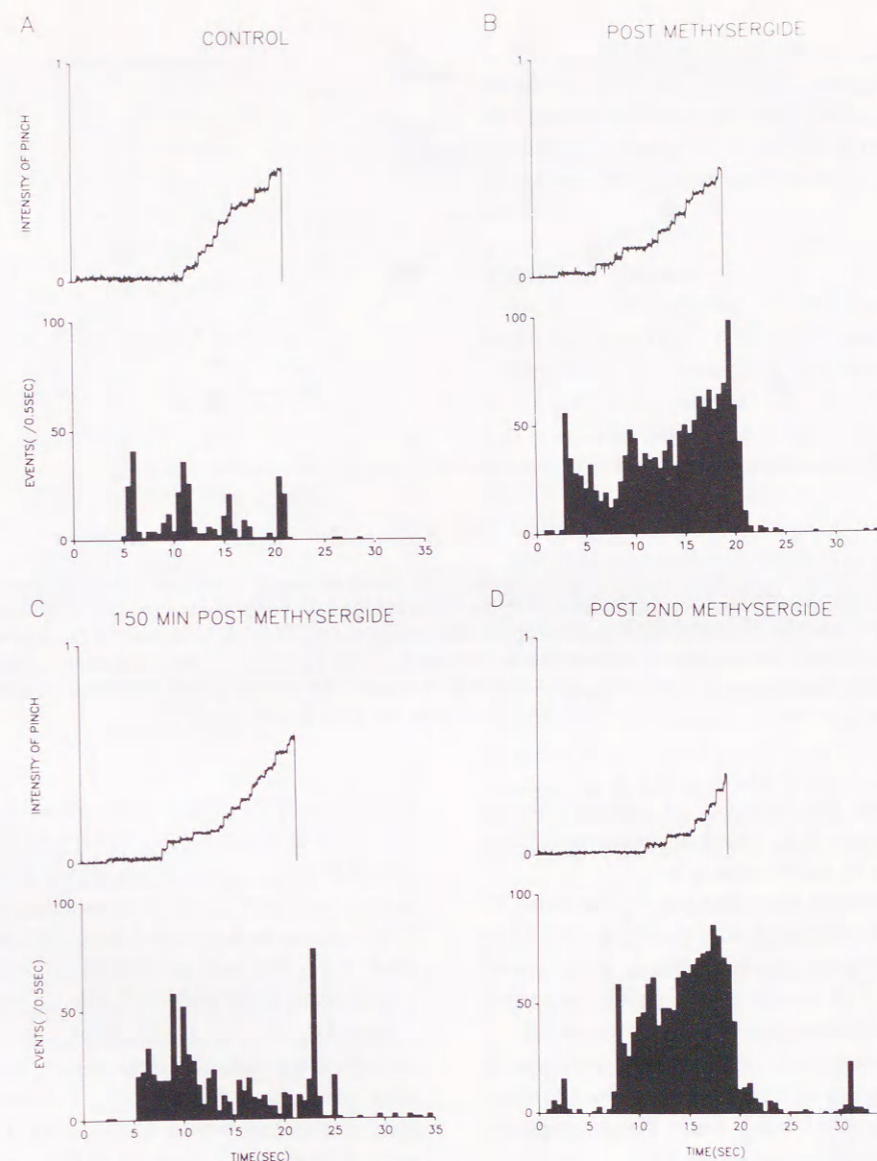 A
CONTROL
1
INTENSITY OF PINCH
0
100
EVENTS( /0.5SEC)
50
0
0 5 10 15 20 25 30 35
B
POST METHYSERGIDE
1
0
100
50
0
0 5 10 15 20 25 30
C
150 MIN POST METHYSERGIDE
1
INTENSITY OF PINCH
0
100
EVENTS( /0.5SEC)
50
0
0 5 10 15 20 25 30 35
TIME(SEC)
D
POST 2ND METHYSERGIDE
1
0
100
50
0
0 5 10 15 20 25 30
TIME(SEC)